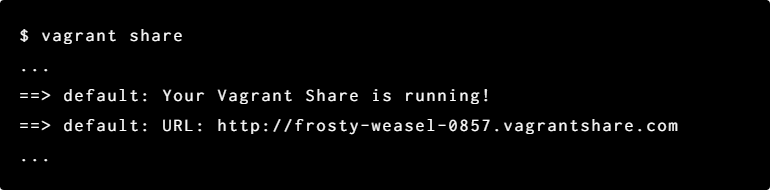 $ vagrant share
...
==> default: Your Vagrant Share is running!
==> default: URL: http://frosty-weasel-0857.vagrantshare.com
...